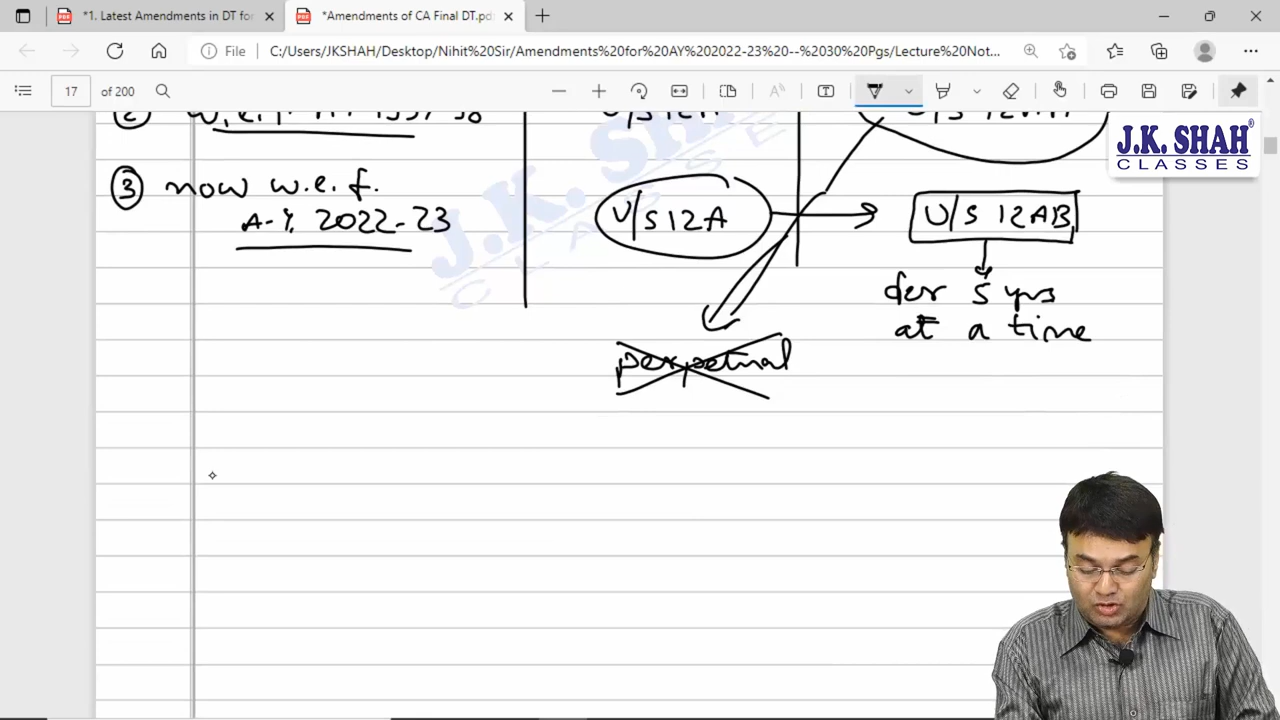 *1. Latest Amendments in DT for
*Amendments of CA Final DT.pd
File
C:/Users/JKSHAH/Desktop/Nihit%20Sir/Amendments%20for%20AY%202022-23%20--%2030%20Pgs/Lecture%20Not...
17 of 200
J.K. SHAH®
CLASSES
③ now w.e.f.
A.Y. 2022-23
U/S 12A
U/S 12AB
for 5 yrs
at a time
perpetual